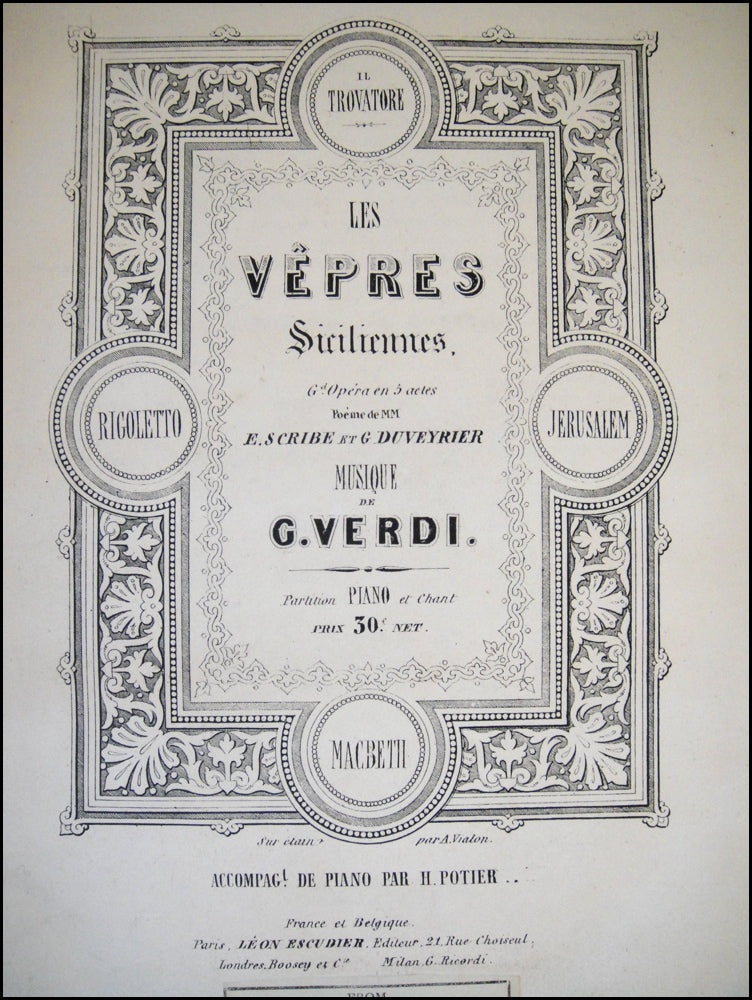 IL
TROVATORE
LES
VÊPRES
Siciliennes,
Gd. Opéra en 5 actes
Poème de MM
E. SCRIBE ET G. DUVEYRIER
RIGOLETTO
JERUSALEM
MUSIQUE
DE
G. VERDI.
Partition PIANO et Chant
PRIX 30f. NET.
MACBETH
Sur étain par A. Vialon.
ACCOMPAGt. DE PIANO PAR H. POTIER ..
France et Belgique.
Paris, LÉON ESCUDIER, Editeur, 21, Rue Choiseul;
Londres, Boosey et Cie Milan, G. Ricordi.
FROM